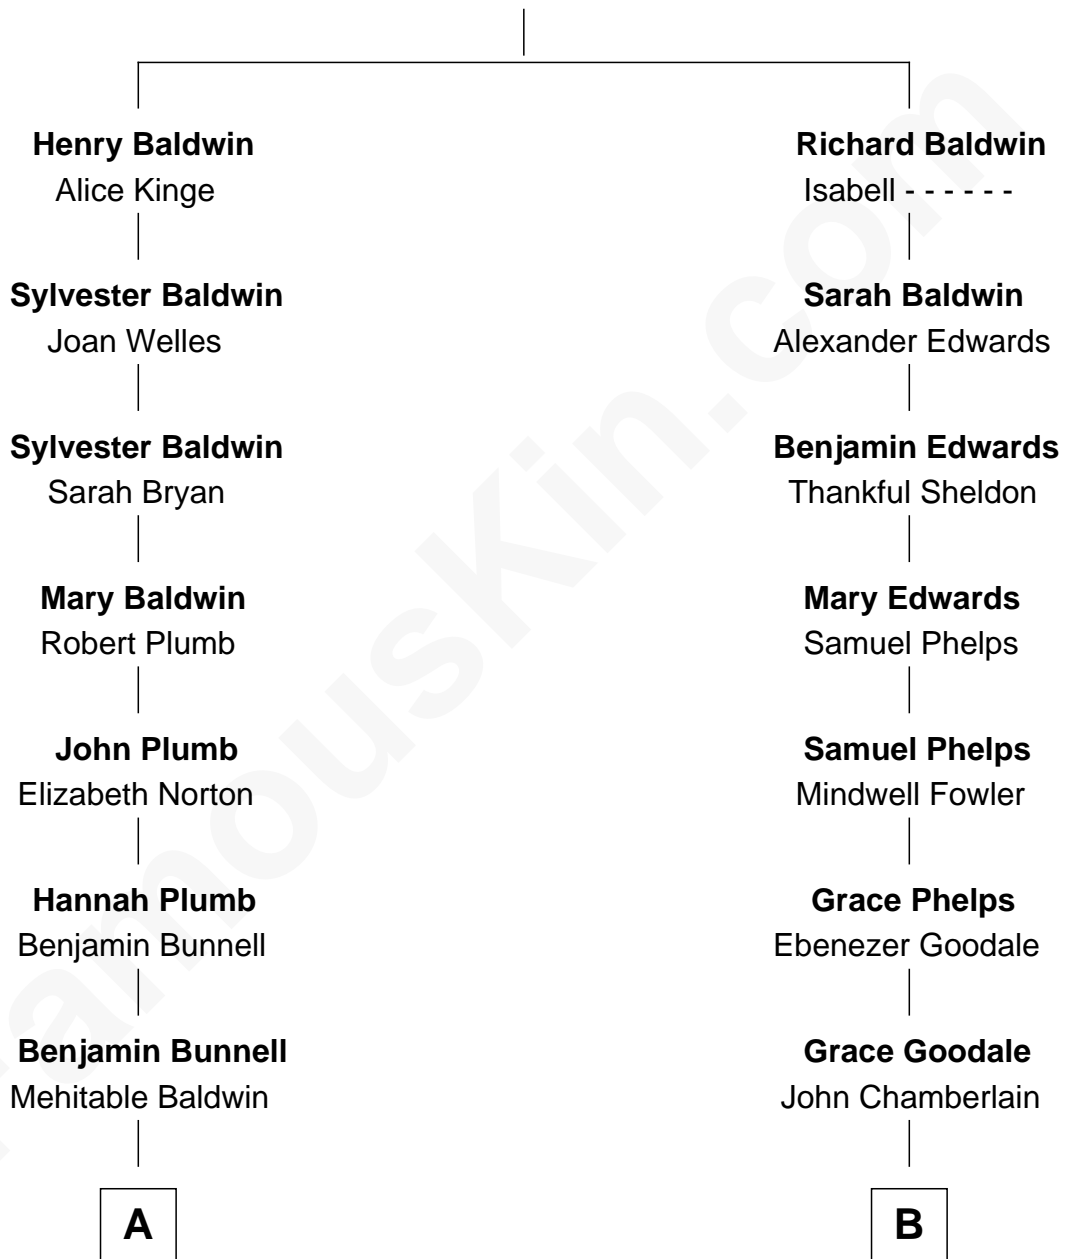 Henry Baldwin
Alice Kinge
Sylvester Baldwin
Joan Welles
Sylvester Baldwin
Sarah Bryan
Mary Baldwin
Robert Plumb
John Plumb
Elizabeth Norton
Hannah Plumb
Benjamin Bunnell
Benjamin Bunnell
Mehitable Baldwin
A
Richard Baldwin
Isabell - - - - - -
Sarah Baldwin
Alexander Edwards
Benjamin Edwards
Thankful Sheldon
Mary Edwards
Samuel Phelps
Samuel Phelps
Mindwell Fowler
Grace Phelps
Ebenezer Goodale
Grace Goodale
John Chamberlain
B
FamousKin.com